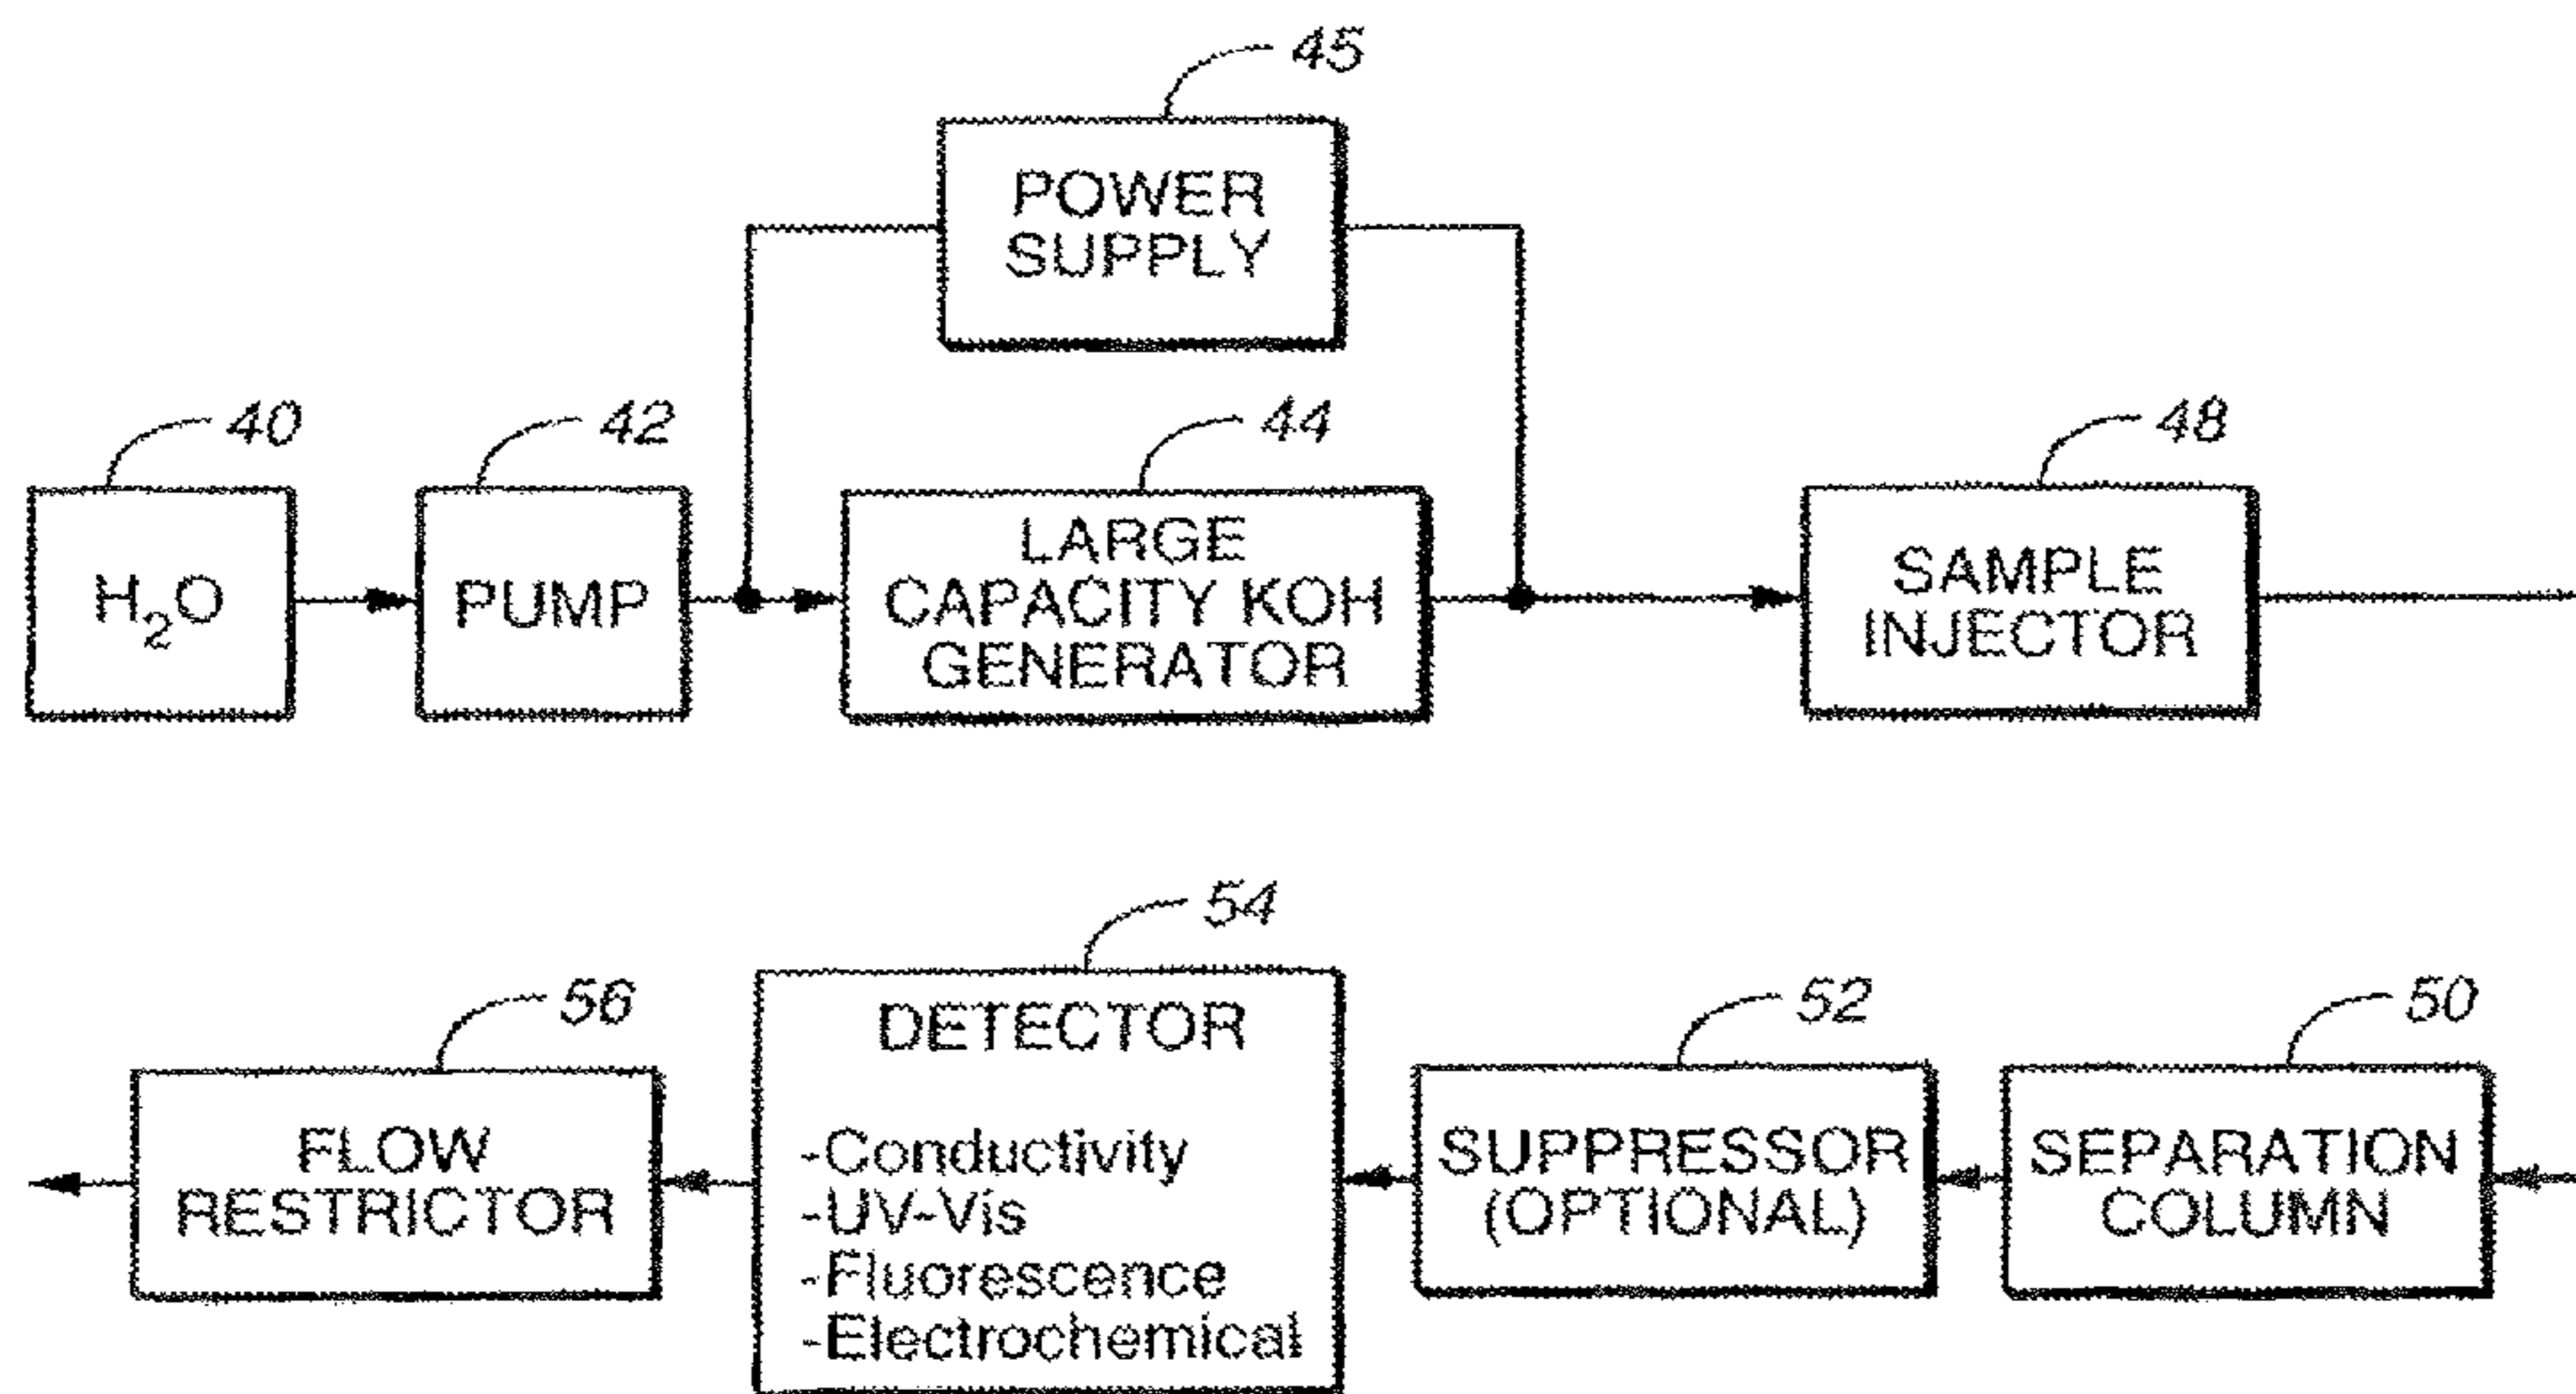 45
POWER
SUPPLY
40
42
44
48
H₂O
PUMP
LARGE
CAPACITY KOH
GENERATOR
SAMPLE
INJECTOR
54
56
52
50
DETECTOR
-Conductivity
-UV-Vis
-Fluorescence
-Electrochemical
FLOW
RESTRICTOR
SUPPRESSOR
(OPTIONAL)
SEPARATION
COLUMN